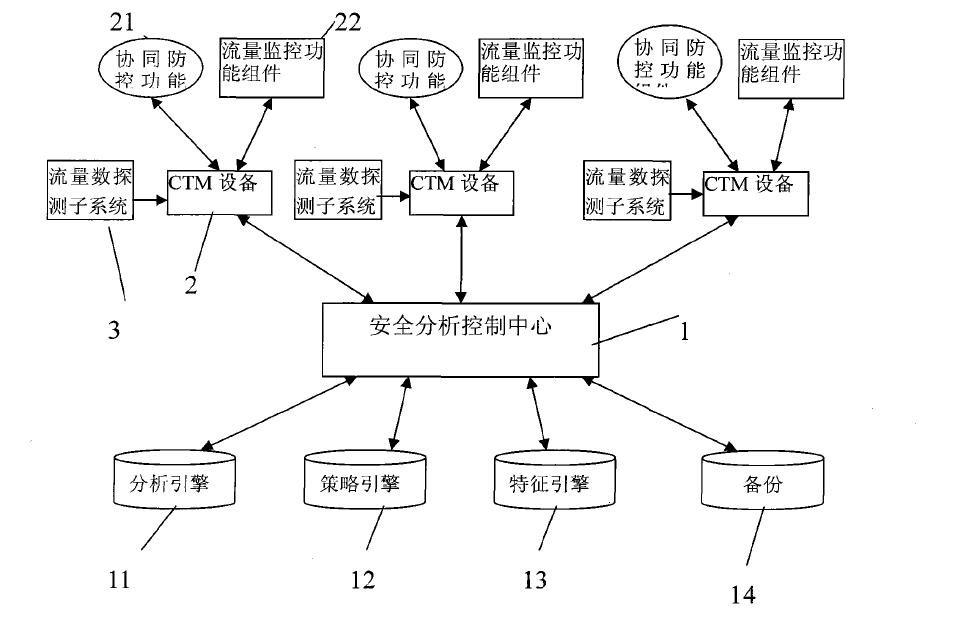 21
22
协同防
控功能
流量监控功
能组件
协同防
控功能
流量监控功
能组件
协同防
控功能
组件
流量监控功
能组件
流量数探
测子系统
CTM 设备
流量数探
测子系统
CTM 设备
流量数探
测子系统
CTM 设备
2
3
安全分析控制中心
1
分析引擎
策略引擎
特征引擎
备份
11
12
13
14